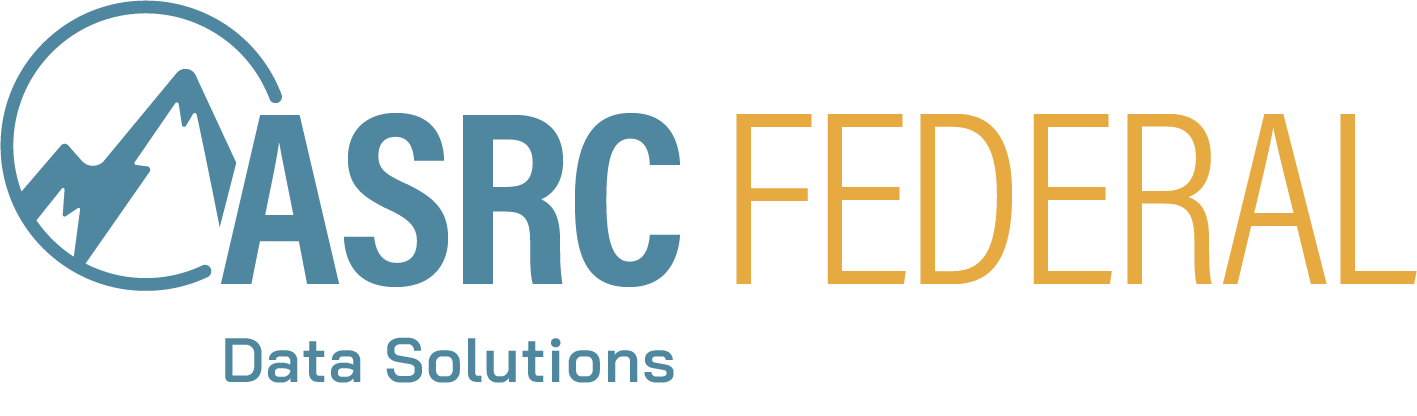 ASRC FEDERAL
Data Solutions